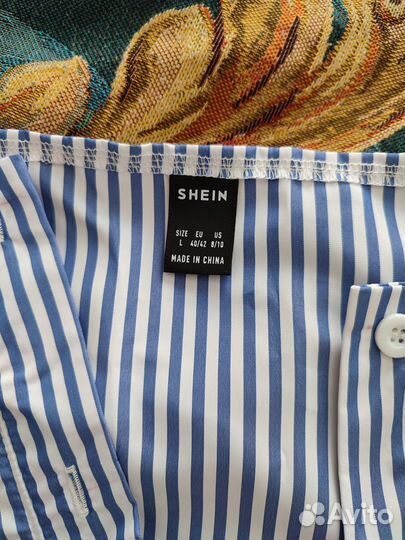 SHEIN
SIZE EU US
L 40/42 8/10
MADE IN CHINA
Avito